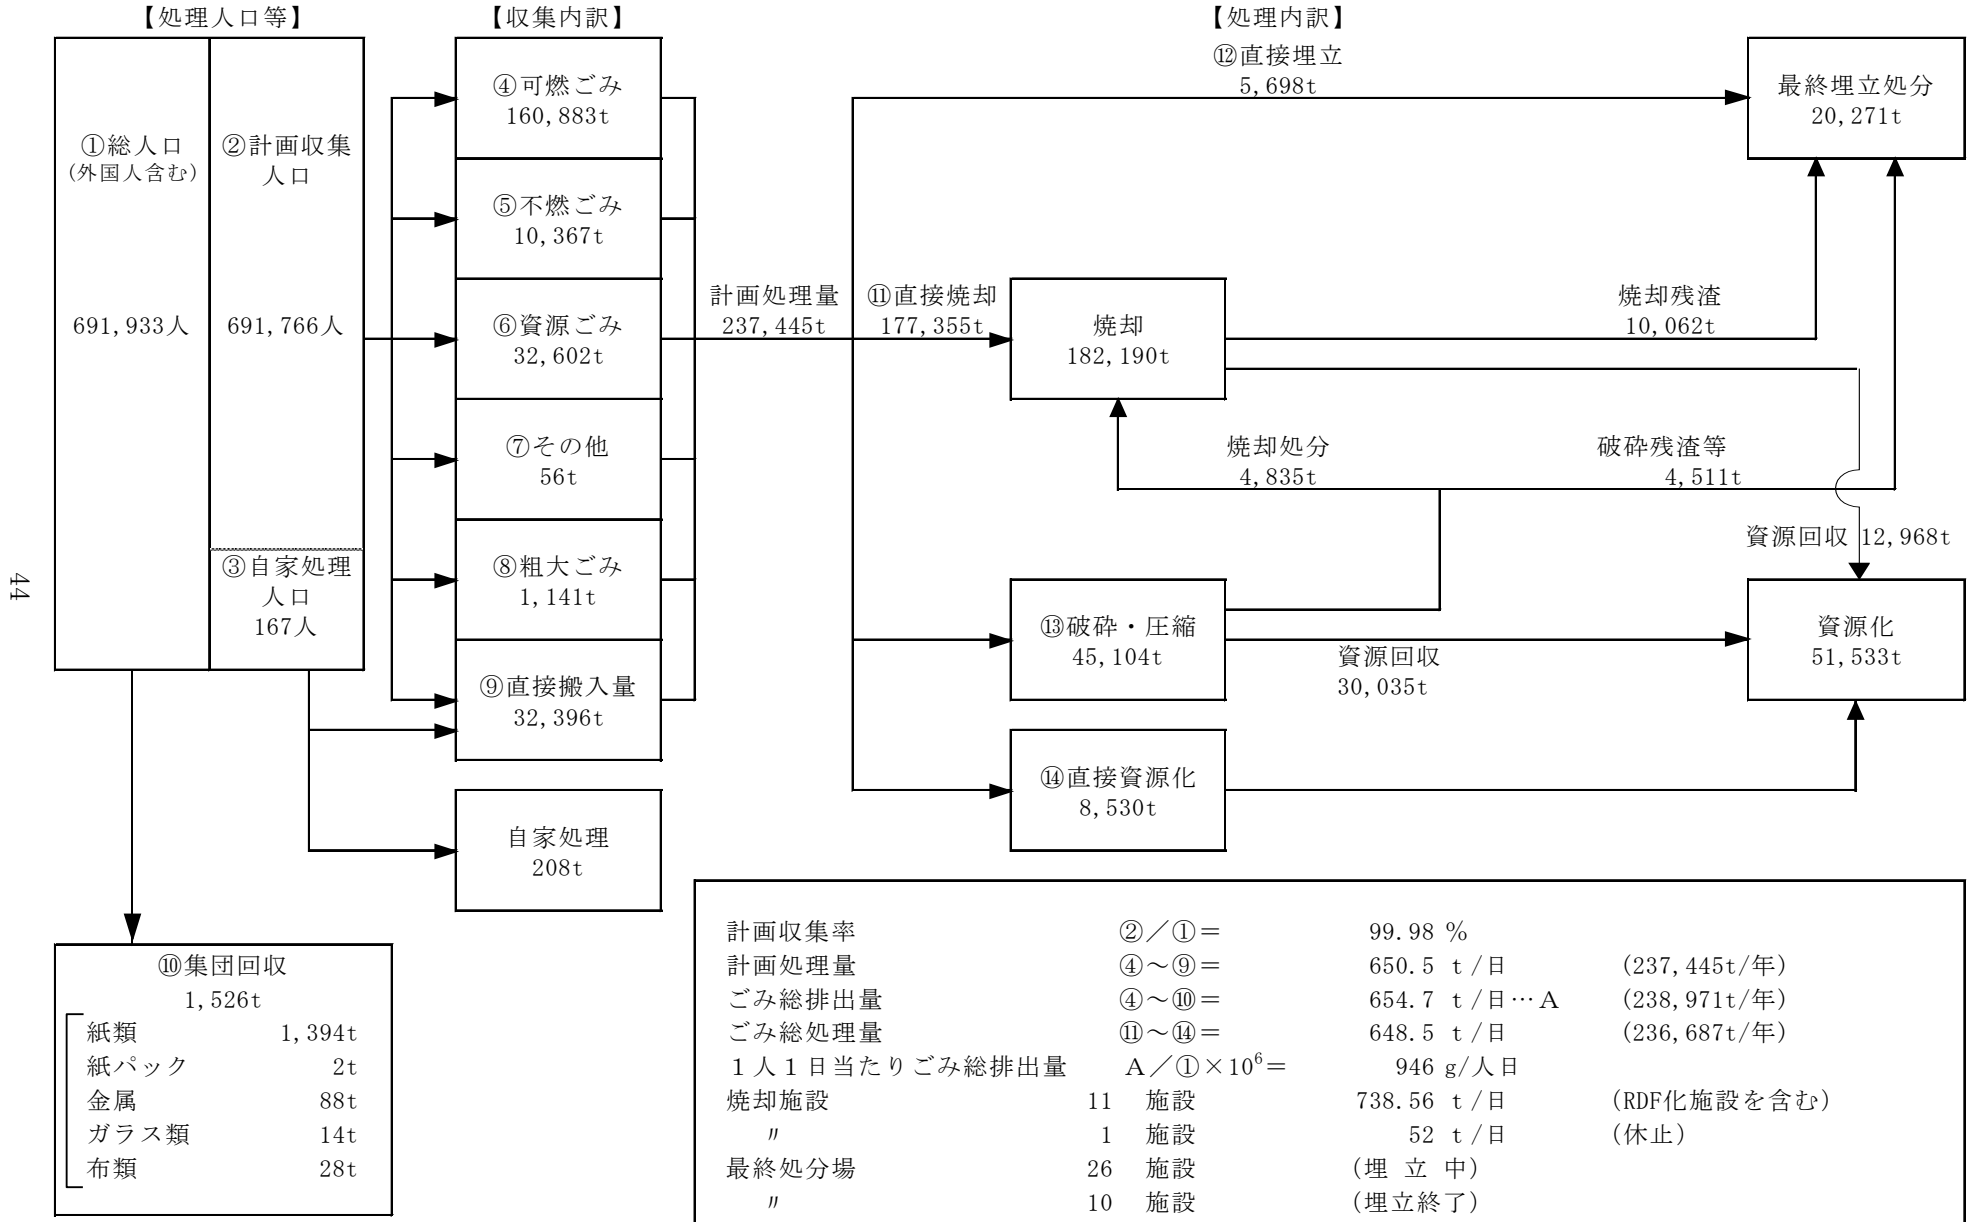 【処理人口等】
【収集内訳】
【処理内訳】
①総人口
(外国人含む)
691,933人
②計画収集
人口
691,766人
③自家処理
人口
167人
④可燃ごみ
160,883t
⑤不燃ごみ
10,367t
⑥資源ごみ
32,602t
⑦その他
56t
⑧粗大ごみ
1,141t
⑨直接搬入量
32,396t
自家処理
208t
計画処理量
237,445t
⑪直接焼却
177,355t
⑫直接埋立
5,698t
最終埋立処分
20,271t
焼却
182,190t
焼却残渣
10,062t
焼却処分
4,835t
破砕残渣等
4,511t
資源回収 12,968t
⑬破砕・圧縮
45,104t
資源回収
30,035t
資源化
51,533t
⑭直接資源化
8,530t
44
⑩集団回収
1,526t
紙類 1,394t
紙パック 2t
金属 88t
ガラス類 14t
布類 28t
計画収集率 ②／①＝ 99.98 %
計画処理量 ④～⑨＝ 650.5 t/日 (237,445t/年)
ごみ総排出量 ④～⑩＝ 654.7 t/日…A (238,971t/年)
ごみ総処理量 ⑪～⑭＝ 648.5 t/日 (236,687t/年)
１人１日当たりごみ総排出量 A／①×10⁶＝ 946 g/人日
焼却施設 11 施設 738.56 t/日 (RDF化施設を含む)
〃 1 施設 52 t/日 (休止)
最終処分場 26 施設 (埋 立 中)
〃 10 施設 (埋立終了)